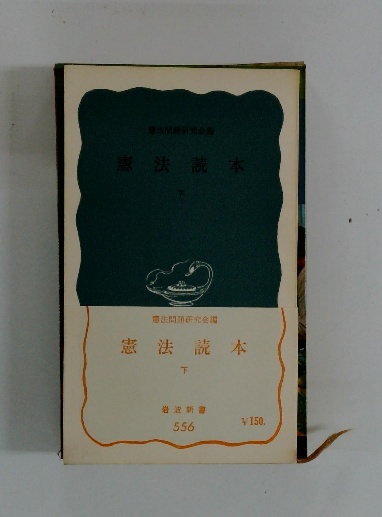 憲法問題研究会編
憲法読本
下
憲法問題研究会編
憲法読本
下
岩波新書
556
￥150.